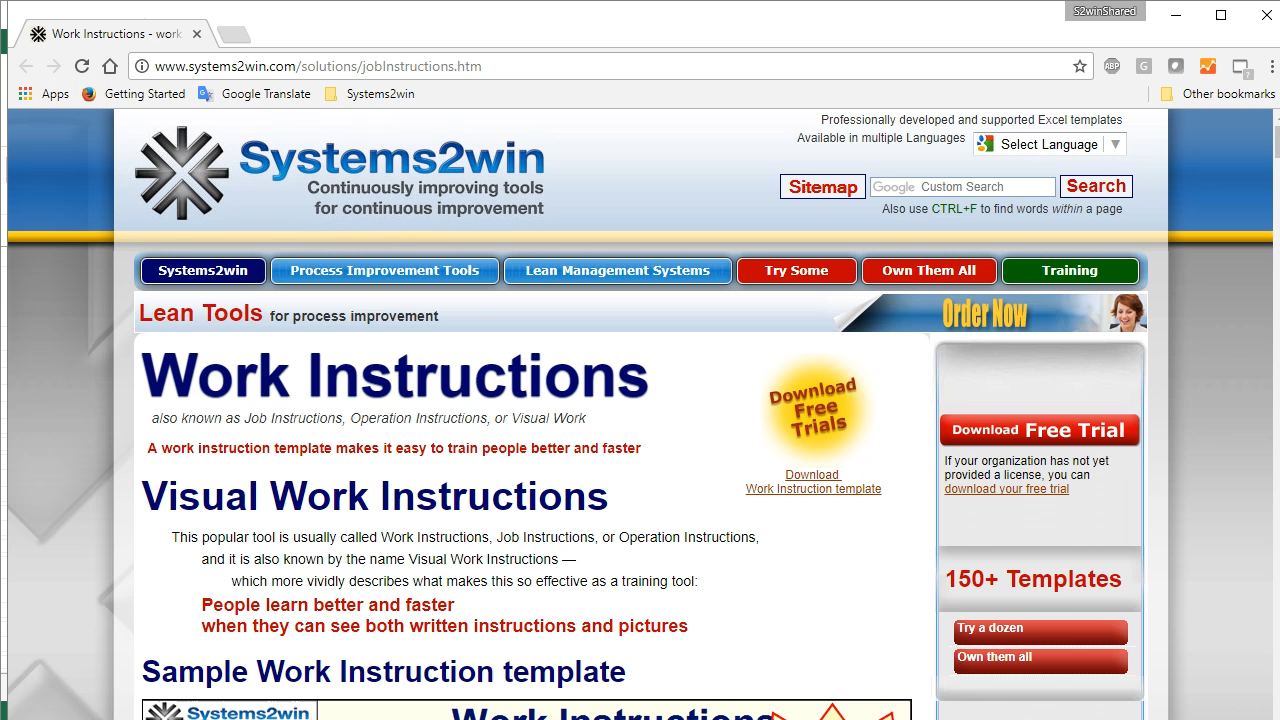 S2winShared
Work Instructions - work
www.systems2win.com/solutions/jobInstructions.htm
Apps
Getting Started
Google Translate
Systems2win
Other bookmarks
Professionally developed and supported Excel templates
Available in multiple Languages
Select Language
Systems2win
Continuously improving tools
for continuous improvement
Sitemap
Google Custom Search
Search
Also use CTRL+F to find words within a page
Systems2win
Process Improvement Tools
Lean Management Systems
Try Some
Own Them All
Training
Lean Tools for process improvement
Order Now
Work Instructions
also known as Job Instructions, Operation Instructions, or Visual Work
A work instruction template makes it easy to train people better and faster
Download
Free
Trials
Download
Work Instruction template
Visual Work Instructions
This popular tool is usually called Work Instructions, Job Instructions, or Operation Instructions,
and it is also known by the name Visual Work Instructions —
which more vividly describes what makes this so effective as a training tool:
People learn better and faster
when they can see both written instructions and pictures
Sample Work Instruction template
Systems2win
Work Instructions
Download Free Trial
If your organization has not yet
provided a license, you can
download your free trial
150+ Templates
Try a dozen
Own them all
ABP
G